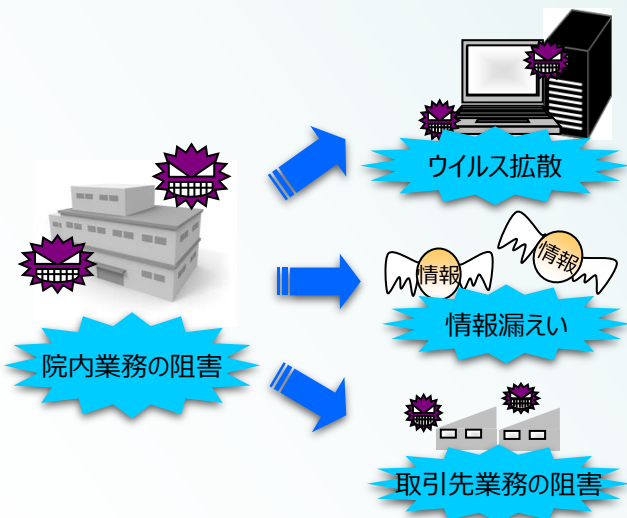 ウイルス拡散
情報
情報
情報漏えい
院内業務の阻害
取引先業務の阻害